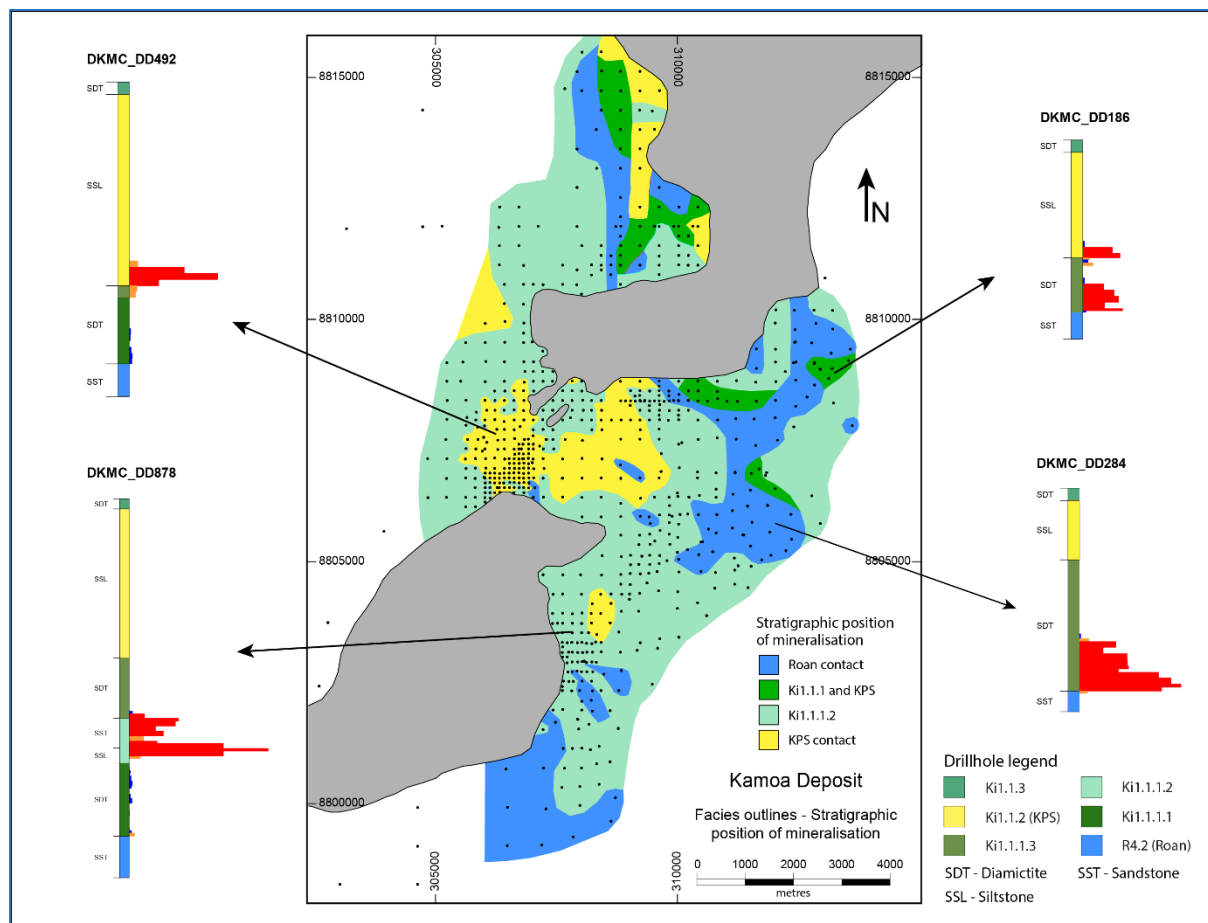 DKMC_DD492
SDT
SSL
SDT
SST
DKMC_DD878
SDT
SSL
SDT
SST
SSL
SDT
SST
305000
310000
8815000
8815000
8810000
8810000
8805000
8805000
8800000
8800000
305000
310000
N
Stratigraphic position
of mineralisation
Roan contact
Ki1.1.1 and KPS
Ki1.1.1.2
KPS contact
Kamoa Deposit
Facies outlines - Stratigraphic
position of mineralisation
0 1000 2000 3000 4000
metres
DKMC_DD186
SDT
SSL
SDT
SST
DKMC_DD284
SDT
SSL
SDT
SST
Drillhole legend
Ki1.1.3
Ki1.1.2 (KPS)
Ki1.1.1.3
Ki1.1.1.2
Ki1.1.1.1
R4.2 (Roan)
SDT - Diamictite
SST - Sandstone
SSL - Siltstone